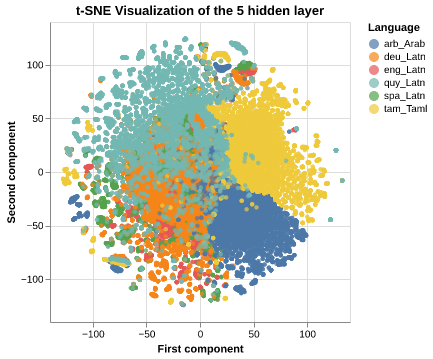 t-SNE Visualization of the 5 hidden layer
Language
arb_Arab
deu_Latn
eng_Latn
quy_Latn
spa_Latn
tam_Taml
Second component
100
50
0
−50
−100
−100
−50
0
50
100
First component